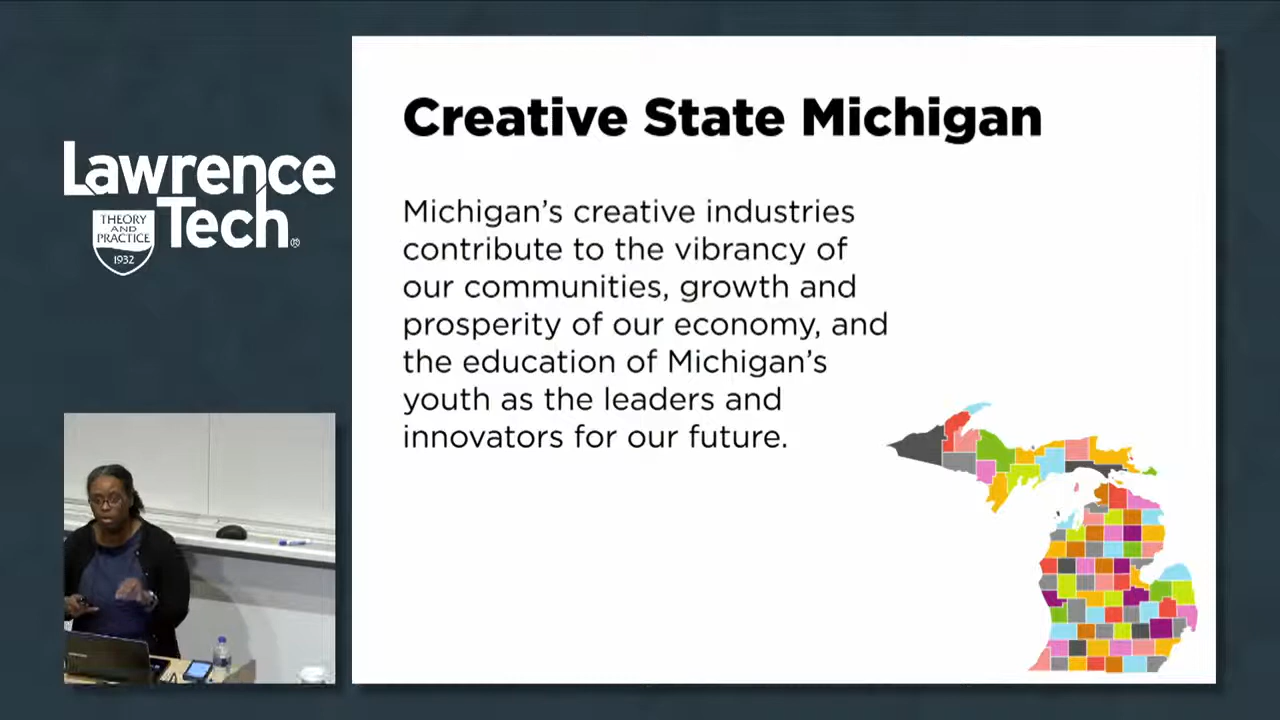 Lawrence
Tech®
THEORY
AND
PRACTICE
1932
Creative State Michigan
Michigan’s creative industries
contribute to the vibrancy of
our communities, growth and
prosperity of our economy, and
the education of Michigan’s
youth as the leaders and
innovators for our future.